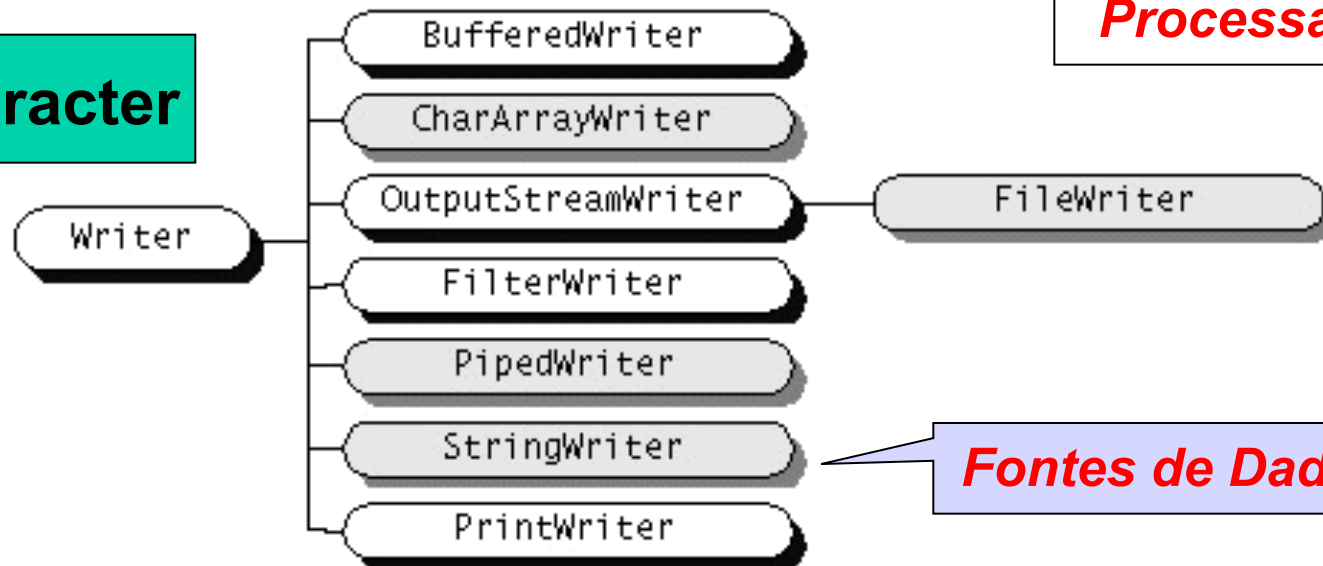 Processa
racter
BufferedWriter
CharArrayWriter
OutputStreamWriter
FileWriter
Writer
FilterWriter
PipedWriter
StringWriter
Fontes de Dad
PrintWriter